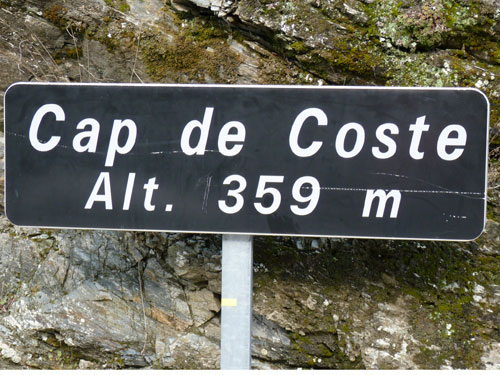 Cap de Coste
Alt. 359 m